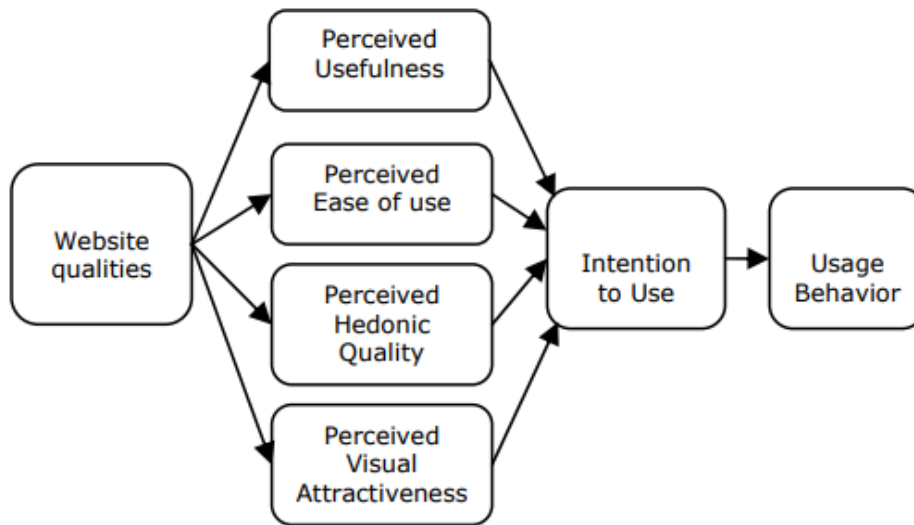 Perceived
Usefulness
Perceived
Ease of use
Website
qualities
Perceived
Hedonic
Quality
Perceived
Visual
Attractiveness
Intention
to Use
Usage
Behavior